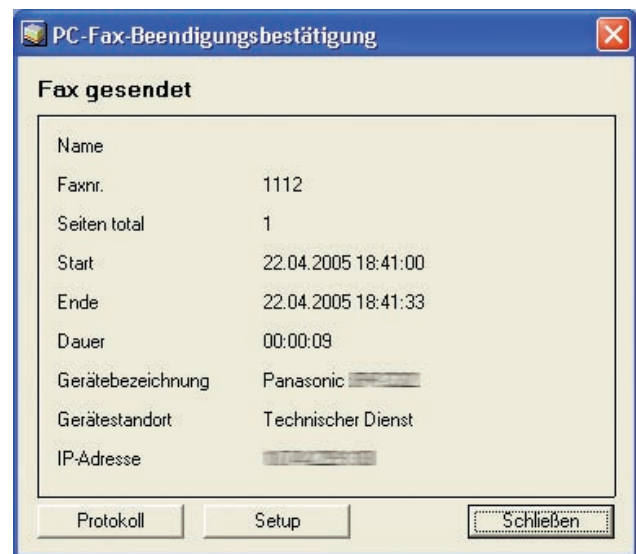 PC-Fax-Beendigungsbestätigung
Fax gesendet
Name
Faxnr. 1112
Seiten total 1
Start 22.04.2005 18:41:00
Ende 22.04.2005 18:41:33
Dauer 00:00:09
Gerätebezeichnung Panasonic
Gerätestandort Technischer Dienst
IP-Adresse
Protokoll Setup Schließen